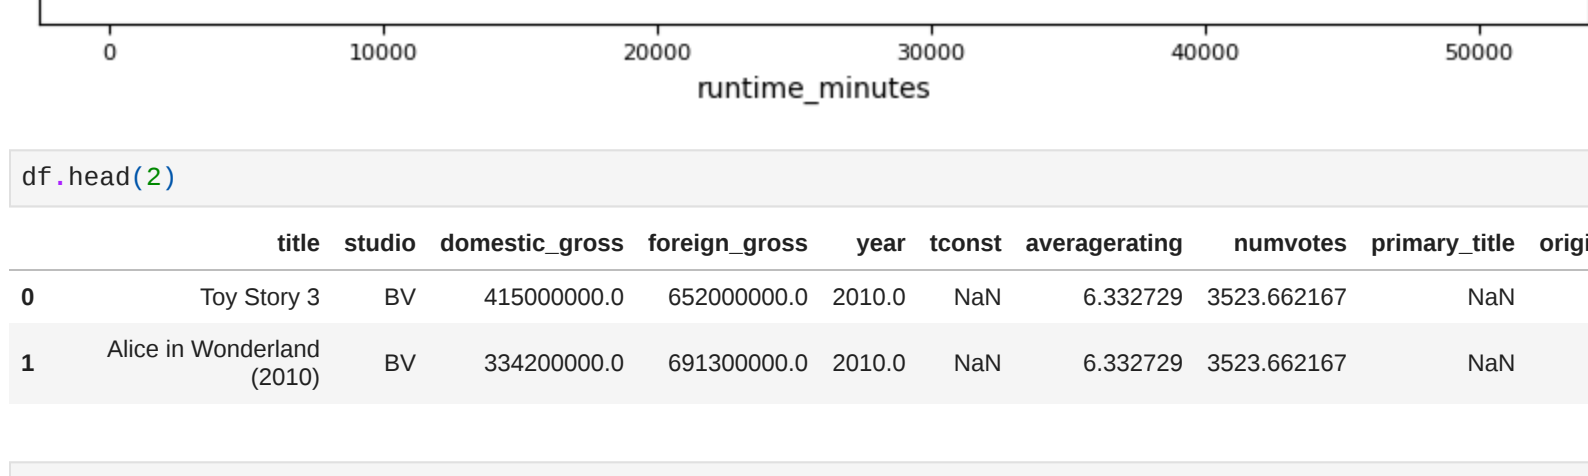 0 10000 20000 30000 40000 50000
runtime_minutes
df.head(2)
title studio domestic_gross foreign_gross year tconst averagerating numvotes primary_title origi
0 Toy Story 3 BV 415000000.0 652000000.0 2010.0 NaN 6.332729 3523.662167 NaN
1 Alice in Wonderland (2010) BV 334200000.0 691300000.0 2010.0 NaN 6.332729 3523.662167 NaN